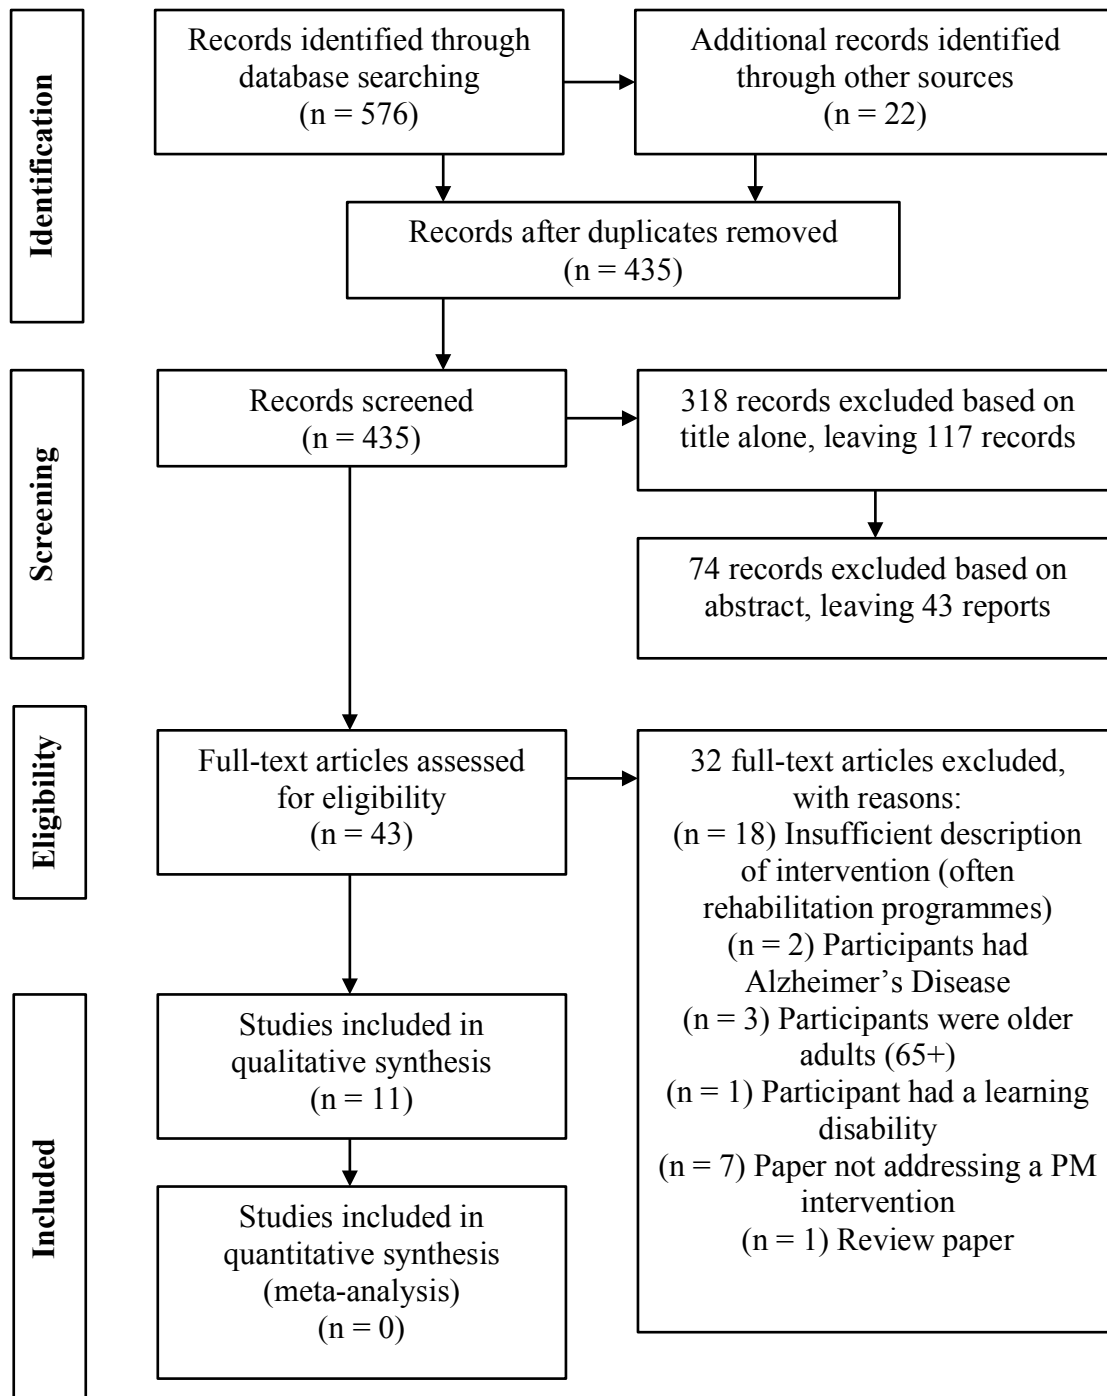 Identification
Records identified through
database searching
(n = 576)
Additional records identified
through other sources
(n = 22)
Records after duplicates removed
(n = 435)
Screening
Records screened
(n = 435)
318 records excluded based on
title alone, leaving 117 records
74 records excluded based on
abstract, leaving 43 reports
Eligibility
Full-text articles assessed
for eligibility
(n = 43)
32 full-text articles excluded,
with reasons:
(n = 18) Insufficient description
of intervention (often
rehabilitation programmes)
(n = 2) Participants had
Alzheimer’s Disease
(n = 3) Participants were older
adults (65+)
(n = 1) Participant had a learning
disability
(n = 7) Paper not addressing a PM
intervention
(n = 1) Review paper
Included
Studies included in
qualitative synthesis
(n = 11)
Studies included in
quantitative synthesis
(meta-analysis)
(n = 0)